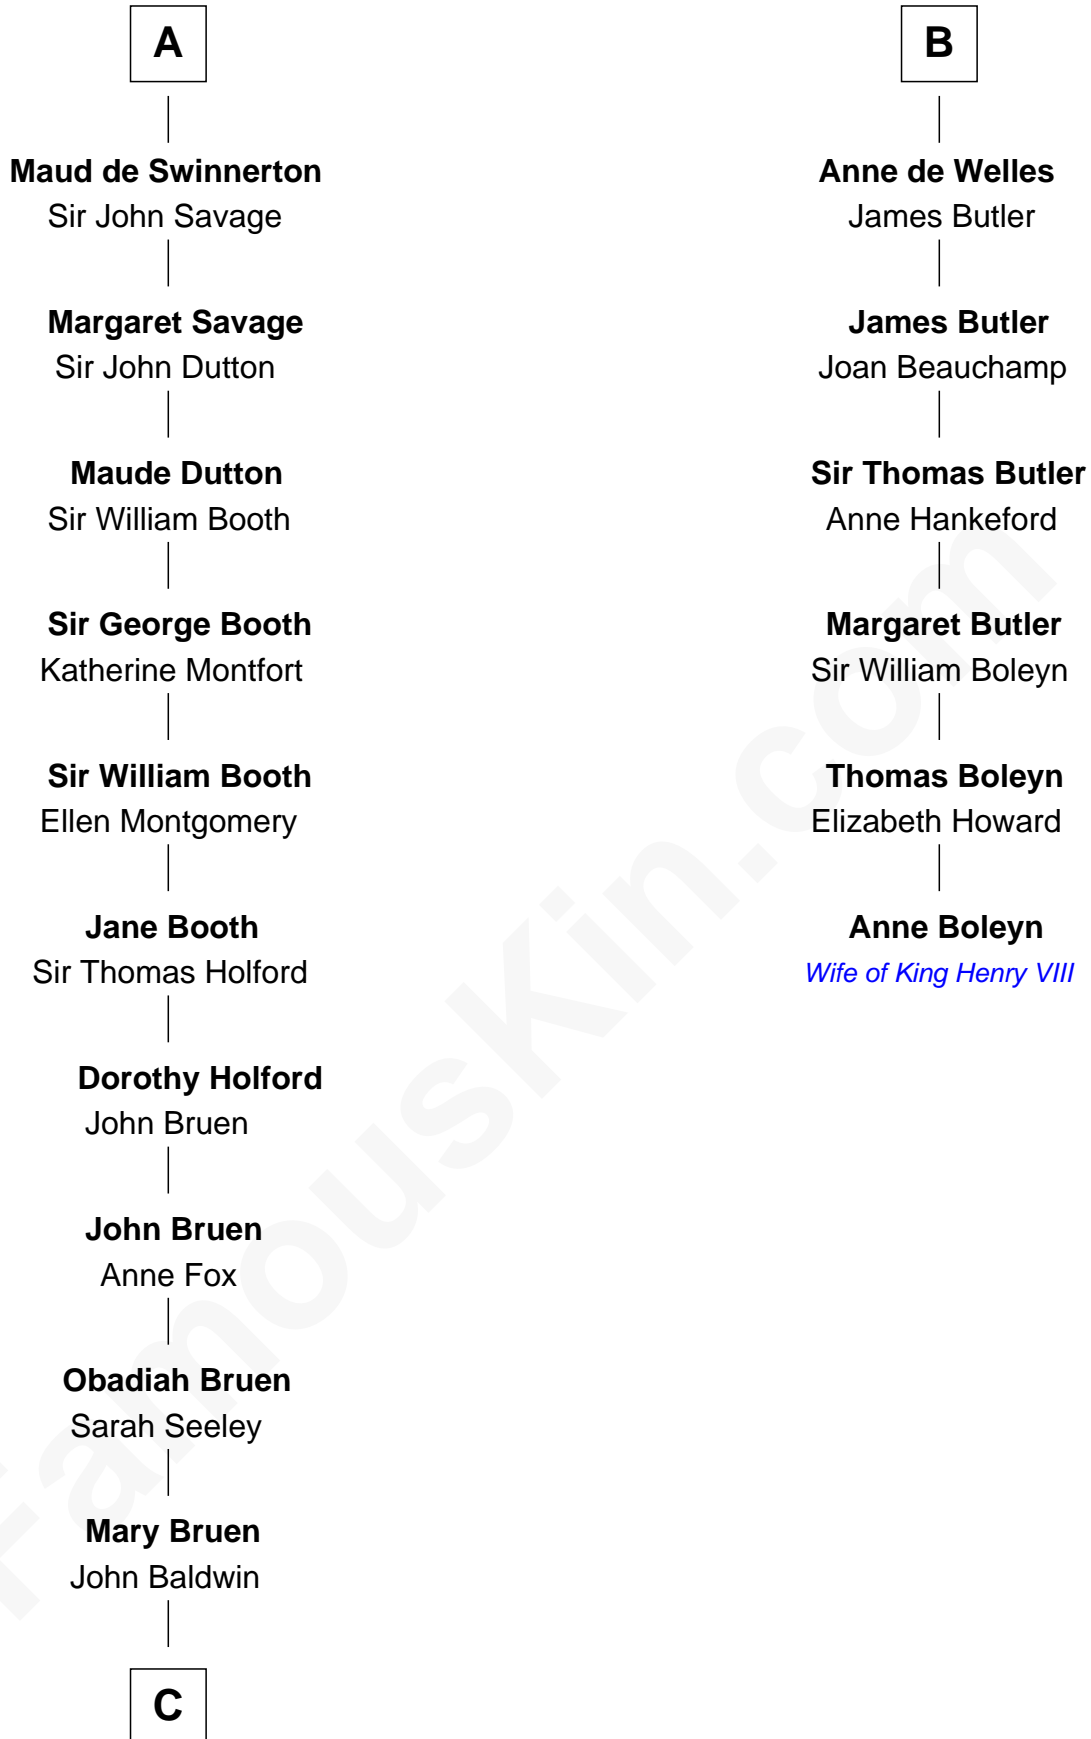 A
Maud de Swinnerton
Sir John Savage
Margaret Savage
Sir John Dutton
Maude Dutton
Sir William Booth
Sir George Booth
Katherine Montfort
Sir William Booth
Ellen Montgomery
Jane Booth
Sir Thomas Holford
Dorothy Holford
John Bruen
John Bruen
Anne Fox
Obadiah Bruen
Sarah Seeley
Mary Bruen
John Baldwin
C
B
Anne de Welles
James Butler
James Butler
Joan Beauchamp
Sir Thomas Butler
Anne Hankeford
Margaret Butler
Sir William Boleyn
Thomas Boleyn
Elizabeth Howard
Anne Boleyn
Wife of King Henry VIII
FamousKin.com